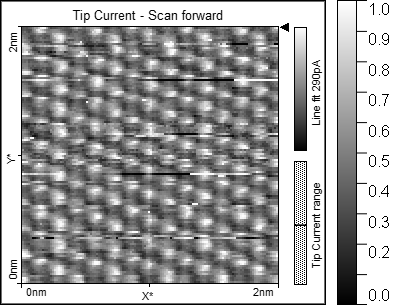 Tip Current - Scan forward
2nm
Y*
0nm
0nm
X*
2nm
Line fit 290pA
Tip Current range
1.0
0.9
0.8
0.7
0.6
0.5
0.4
0.3
0.2
0.1
0.0